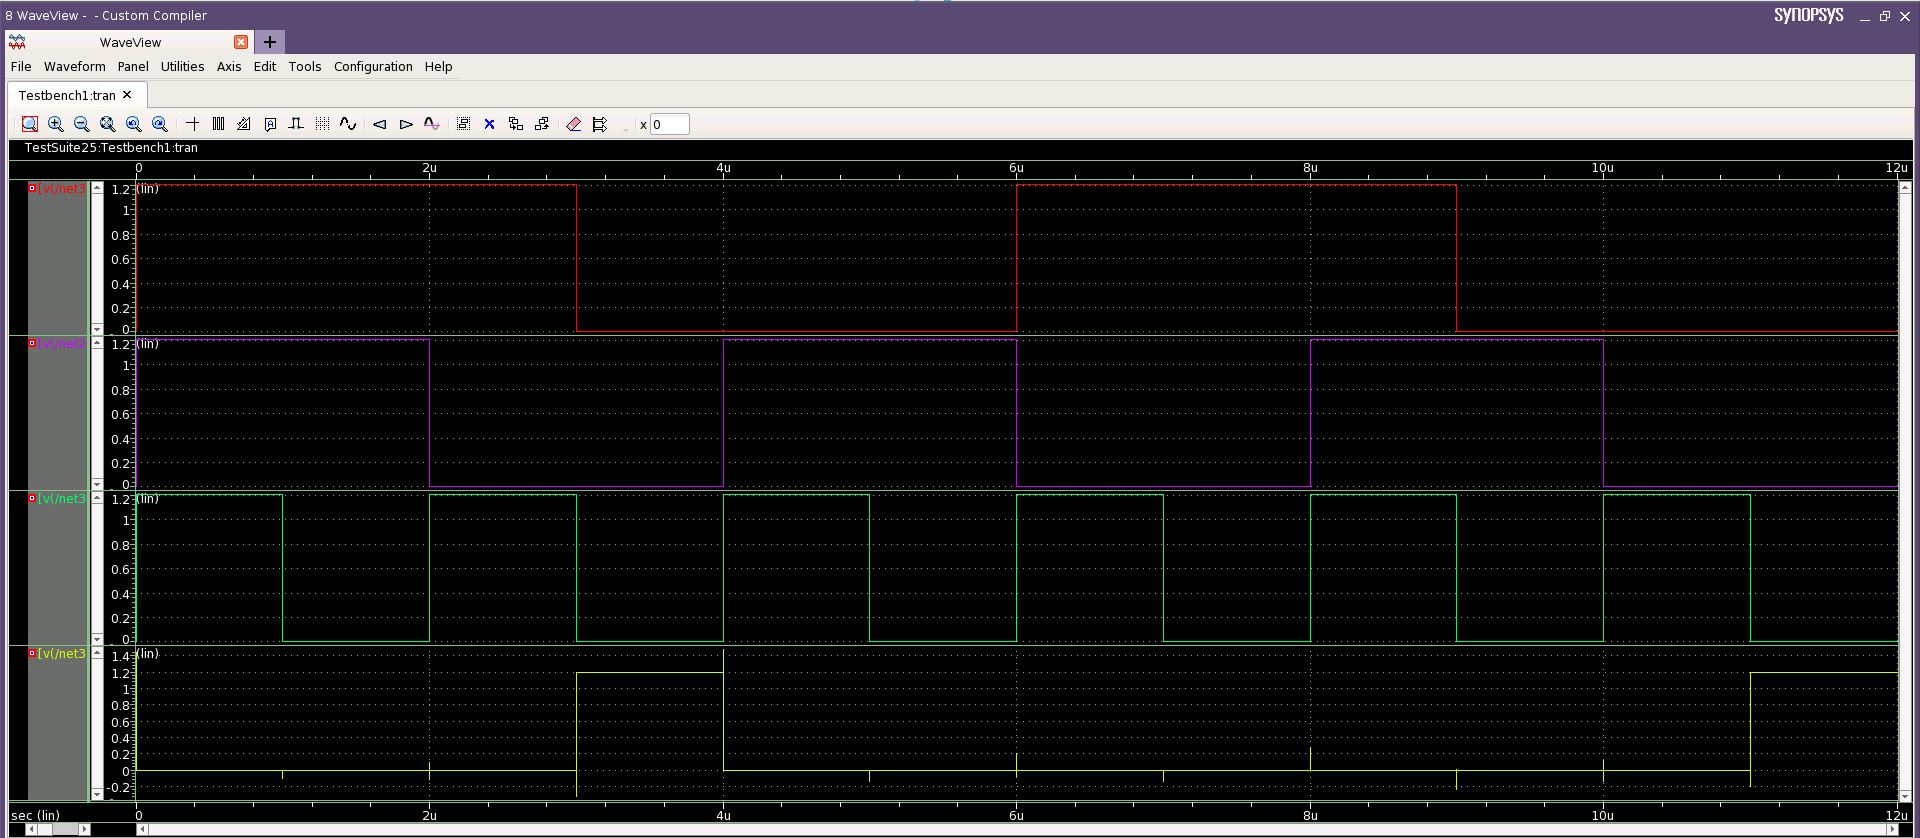 8 WaveView - - Custom Compiler
SYNOPSYS
WaveView
File Waveform Panel Utilities Axis Edit Tools Configuration Help
Testbench1:tran
x 0
TestSuite25:Testbench1:tran
0 2u 4u 6u 8u 10u 12u
[v(/net3
1.2 (lin)
1
0.8
0.6
0.4
0.2
0
[v(/net2
1.2 (lin)
1
0.8
0.6
0.4
0.2
0
[v(/net3
1.2 (lin)
1
0.8
0.6
0.4
0.2
0
[v(/net3
1.4 (lin)
1.2
1
0.8
0.6
0.4
0.2
0
-0.2
sec (lin) 0 2u 4u 6u 8u 10u 12u